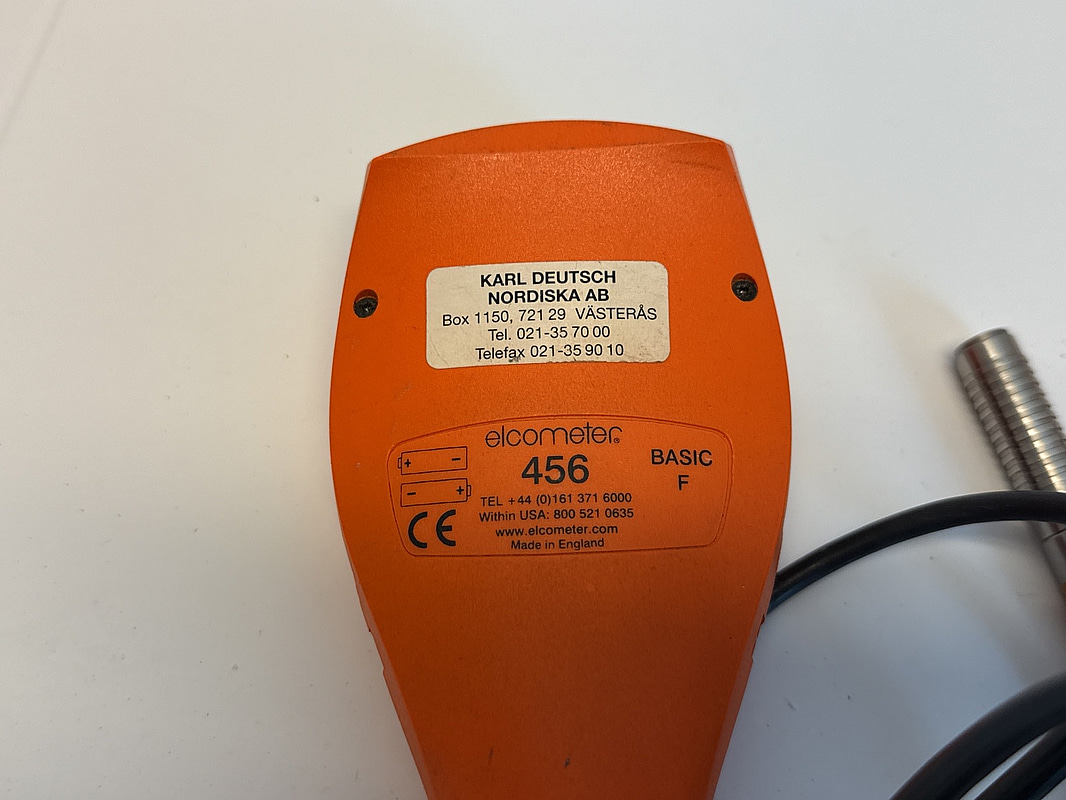 KARL DEUTSCH
NORDISKA AB
Box 1150, 721 29 VÄSTERÅS
Tel. 021-35 70 00
Telefax 021-35 90 10
elcometer®
456
BASIC
F
+ −
− +
CE
TEL +44 (0)161 371 6000
Within USA: 800 521 0635
www.elcometer.com
Made in England